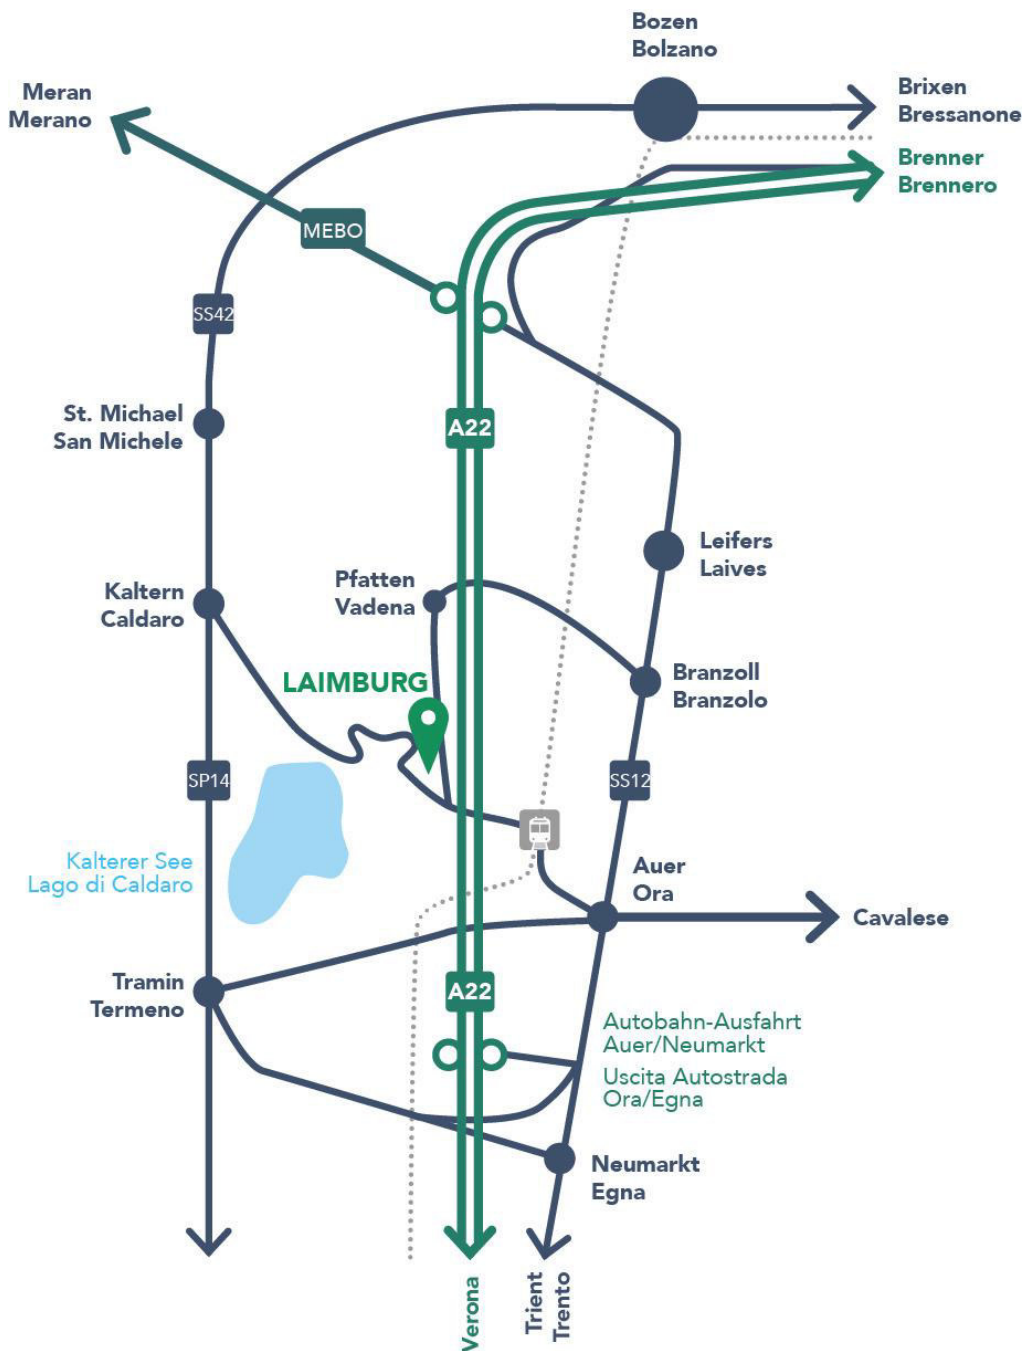 Bozen
Bolzano
Meran
Merano
Brixen
Bressanone
Brenner
Brennero
MEBO
SS42
St. Michael
San Michele
A22
Leifers
Laives
Pfatten
Vadena
Kaltern
Caldaro
LAIMBURG
Branzoll
Branzolo
SP14
SS12
Kalterer See
Lago di Caldaro
Auer
Ora
Cavalese
Tramin
Termeno
A22
Autobahn-Ausfahrt
Auer/Neumarkt
Uscita Autostrada
Ora/Egna
Neumarkt
Egna
Verona
Trient
Trento